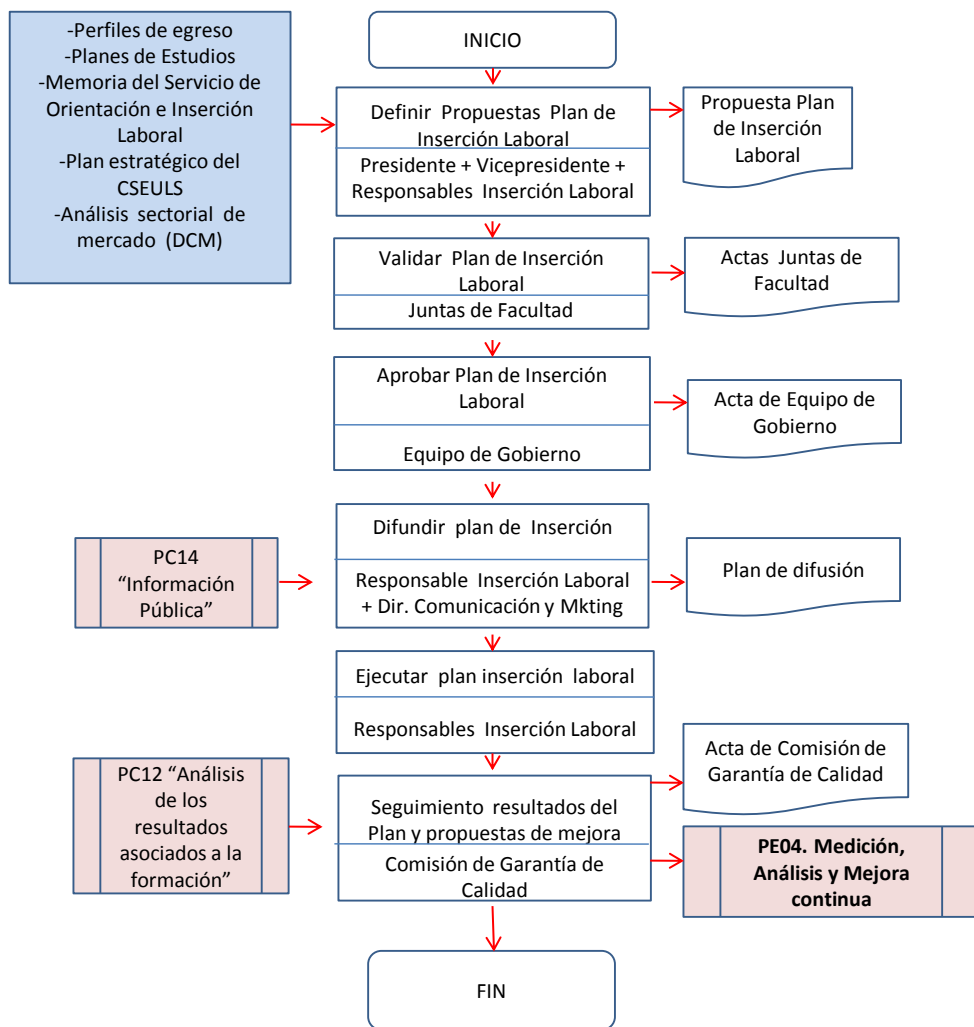 -Perfiles de egreso
-Planes de Estudios
-Memoria del Servicio de
Orientación e Inserción
Laboral
-Plan estratégico del
CSEULS
-Análisis sectorial de
mercado (DCM)
INICIO
Definir Propuestas Plan de
Inserción Laboral
Presidente + Vicepresidente +
Responsables Inserción Laboral
Propuesta Plan
de Inserción
Laboral
Validar Plan de Inserción
Laboral
Juntas de Facultad
Actas Juntas de
Facultad
Aprobar Plan de Inserción
Laboral
Equipo de Gobierno
Acta de Equipo de
Gobierno
PC14
“Información
Pública”
Difundir plan de Inserción
Responsable Inserción Laboral
+ Dir. Comunicación y Mkting
Plan de difusión
Ejecutar plan inserción laboral
Responsables Inserción Laboral
PC12 “Análisis
de los
resultados
asociados a la
formación”
Seguimiento resultados del
Plan y propuestas de mejora
Comisión de Garantía de
Calidad
Acta de Comisión de
Garantía de Calidad
PE04. Medición,
Análisis y Mejora
continua
FIN